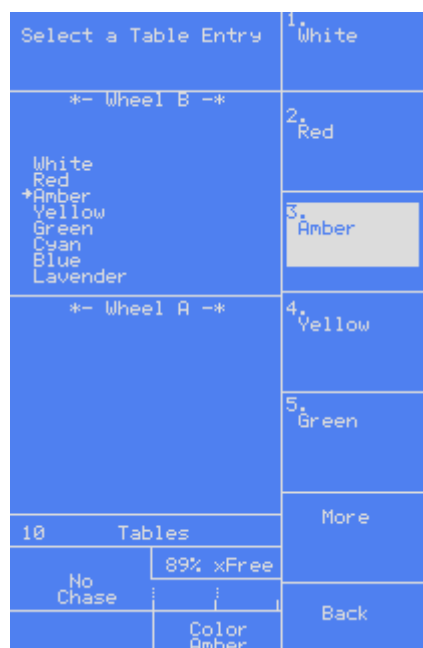 Select a Table Entry
*- Wheel B -*
White
Red
→Amber
Yellow
Green
Cyan
Blue
Lavender
*- Wheel A -*
10 Tables
89% xFree
No
Chase
Color
Amber
1.
White
2.
Red
3.
Amber
4.
Yellow
5.
Green
More
Back